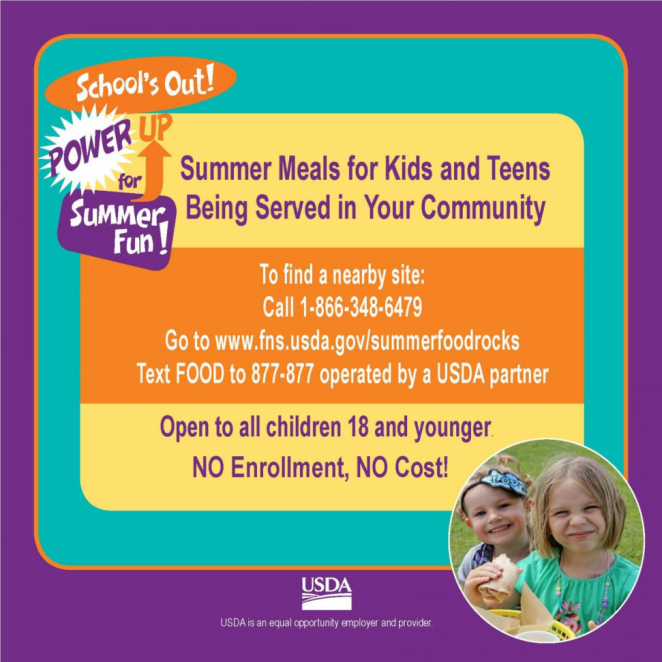 School's Out!
POWER UP
for
Summer
Fun!
Summer Meals for Kids and Teens
Being Served in Your Community
To find a nearby site:
Call 1-866-348-6479
Go to www.fns.usda.gov/summerfoodrocks
Text FOOD to 877-877 operated by a USDA partner
Open to all children 18 and younger.
NO Enrollment, NO Cost!
USDA
USDA is an equal opportunity employer and provider.